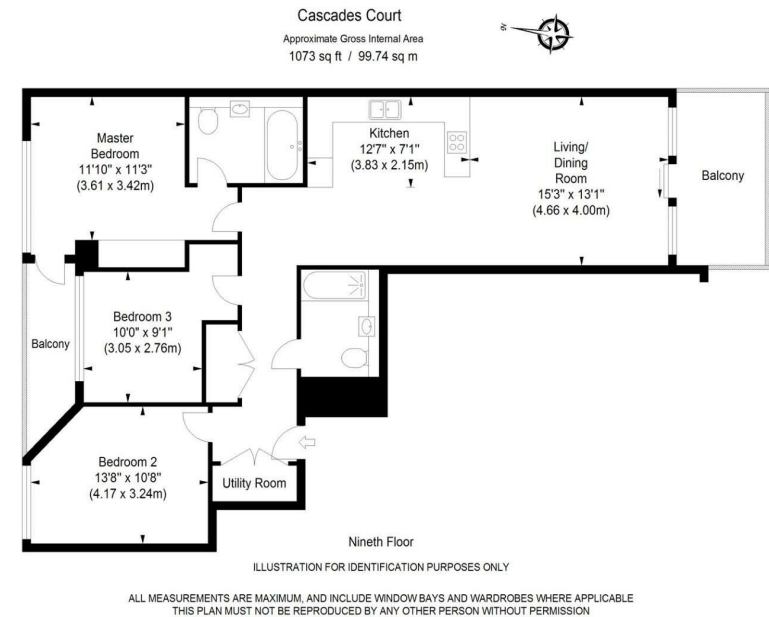 Cascades Court
Approximate Gross Internal Area
1073 sq ft / 99.74 sq m
N
Master
Bedroom
11'10" x 11'3"
(3.61 x 3.42m)
Kitchen
12'7" x 7'1"
(3.83 x 2.15m)
Living/
Dining
Room
15'3" x 13'1"
(4.66 x 4.00m)
Balcony
Bedroom 3
10'0" x 9'1"
(3.05 x 2.76m)
Balcony
Bedroom 2
13'8" x 10'8"
(4.17 x 3.24m)
Utility Room
Nineth Floor
ILLUSTRATION FOR IDENTIFICATION PURPOSES ONLY
ALL MEASUREMENTS ARE MAXIMUM, AND INCLUDE WINDOW BAYS AND WARDROBES WHERE APPLICABLE
THIS PLAN MUST NOT BE REPRODUCED BY ANY OTHER PERSON WITHOUT PERMISSION